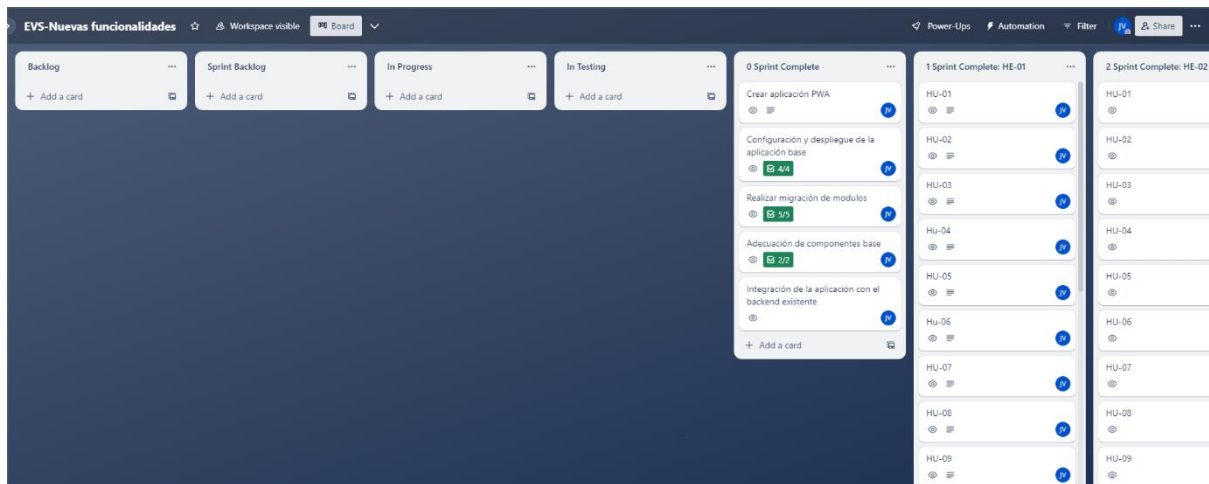 EVS-Nuevas funcionalidades
Workspace visible
Board
Power-Ups
Automation
Filter
JV
Share
Backlog
+ Add a card
Sprint Backlog
+ Add a card
In Progress
+ Add a card
In Testing
+ Add a card
0 Sprint Complete
Crear aplicación PWA
JV
Configuración y despliegue de la
aplicación base
4/4
JV
Realizar migración de modulos
5/5
JV
Adecuación de componentes base
2/2
JV
Integración de la aplicación con el
backend existente
JV
+ Add a card
1 Sprint Complete: HE-01
HU-01
JV
HU-02
JV
HU-03
JV
Hu-04
JV
HU-05
JV
Hu-06
JV
HU-07
JV
HU-08
JV
HU-09
JV
2 Sprint Complete: HE-02
HU-01
HU-02
HU-03
HU-04
HU-05
HU-06
HU-07
HU-08
HU-09